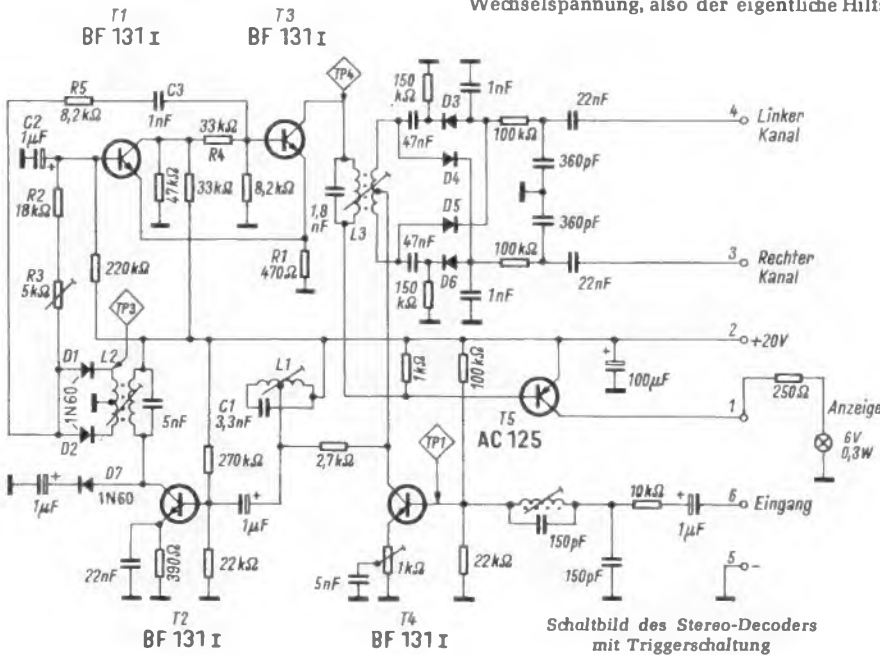 Wechselspannung, also der eigentliche Hilfs
T1
BF 131 I
T3
BF 131 I
TP4
R5
8,2kΩ
C3
1nF
C2
1µF
+
R2
18kΩ
R3
5kΩ
220kΩ
47kΩ
33kΩ
33kΩ
R4
8,2kΩ
R1
470Ω
1,8
nF
L3
150
kΩ
D3
1nF
47nF
D4
D5
47nF
D6
150
kΩ
1nF
100kΩ
22nF
360pF
360pF
100kΩ
22nF
4
Linker
Kanal
3
Rechter
Kanal
2
+20V
TP3
D1
L2
1N60
D2
5nF
D7
1N60
+
1µF
C1
3,3nF
L1
270kΩ
2,7kΩ
+
1µF
22nF
390Ω
22kΩ
T2
BF 131 I
1kΩ
100kΩ
TP1
T5
AC 125
+
100µF
1
250Ω
Anzeige
6V
0,3W
5nF
1kΩ
22kΩ
T4
BF 131 I
150pF
10kΩ
150pF
+
1µF
6
Eingang
5
-
Schaltbild des Stereo-Decoders
mit Triggerschaltung